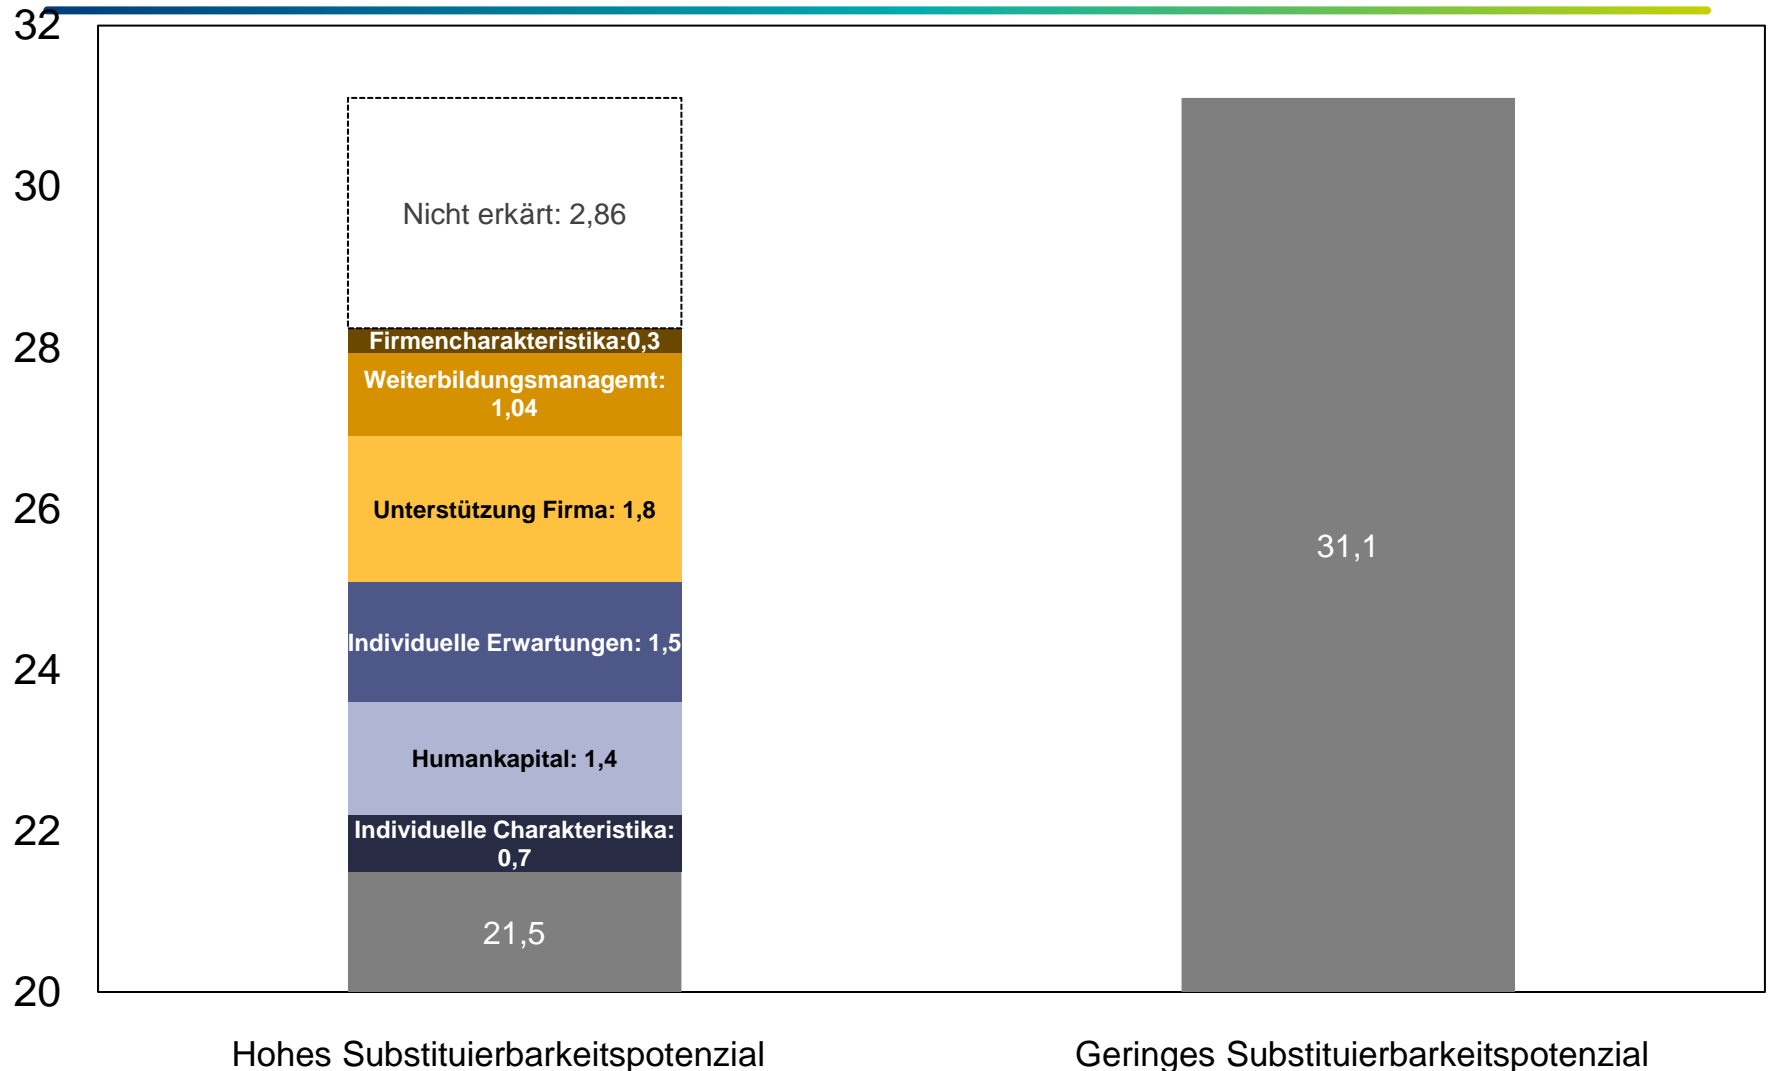 32
30
28
26
24
22
20
Nicht erkärt: 2,86
Firmencharakteristika:0,3
Weiterbildungsmanagemt:
1,04
Unterstützung Firma: 1,8
Individuelle Erwartungen: 1,5
Humankapital: 1,4
Individuelle Charakteristika:
0,7
21,5
31,1
Hohes Substituierbarkeitspotenzial
Geringes Substituierbarkeitspotenzial